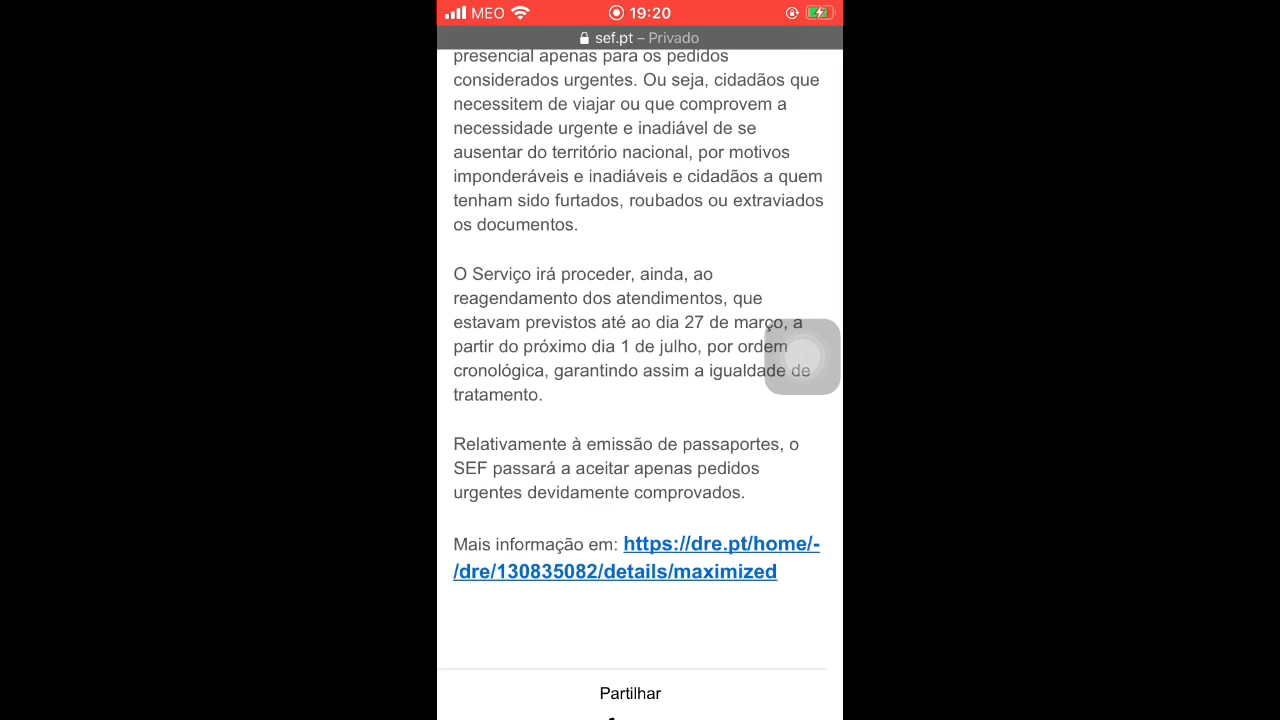 MEO 19:20
sef.pt – Privado
presencial apenas para os pedidos
considerados urgentes. Ou seja, cidadãos que
necessitem de viajar ou que comprovem a
necessidade urgente e inadiável de se
ausentar do território nacional, por motivos
imponderáveis e inadiáveis e cidadãos a quem
tenham sido furtados, roubados ou extraviados
os documentos.
O Serviço irá proceder, ainda, ao
reagendamento dos atendimentos, que
estavam previstos até ao dia 27 de março, a
partir do próximo dia 1 de julho, por ordem
cronológica, garantindo assim a igualdade de
tratamento.
Relativamente à emissão de passaportes, o
SEF passará a aceitar apenas pedidos
urgentes devidamente comprovados.
Mais informação em: https://dre.pt/home/-
/dre/130835082/details/maximized
Partilhar